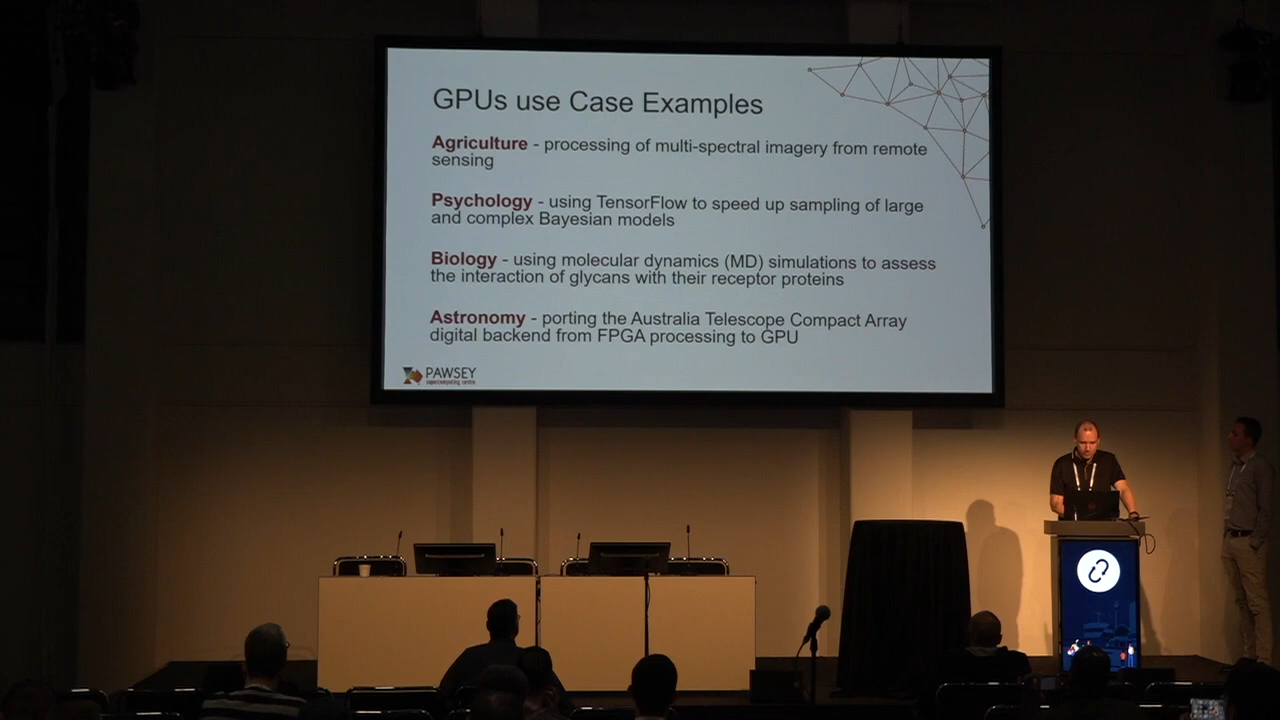 GPUs use Case Examples
Agriculture - processing of multi-spectral imagery from remote
sensing
Psychology - using TensorFlow to speed up sampling of large
and complex Bayesian models
Biology - using molecular dynamics (MD) simulations to assess
the interaction of glycans with their receptor proteins
Astronomy - porting the Australia Telescope Compact Array
digital backend from FPGA processing to GPU
PAWSEY
supercomputing centre